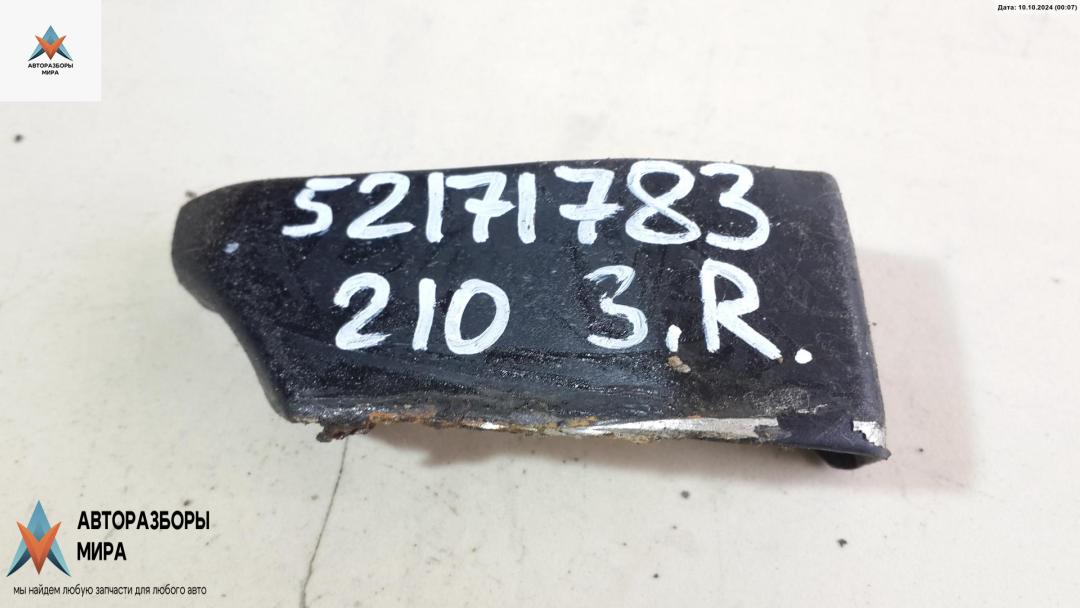 Дата: 10.10.2024 (00:07)
АВТОРАЗБОРЫ
МИРА
52171783
210 3.R.
АВТОРАЗБОРЫ
МИРА
мы найдем любую запчасти для любого авто